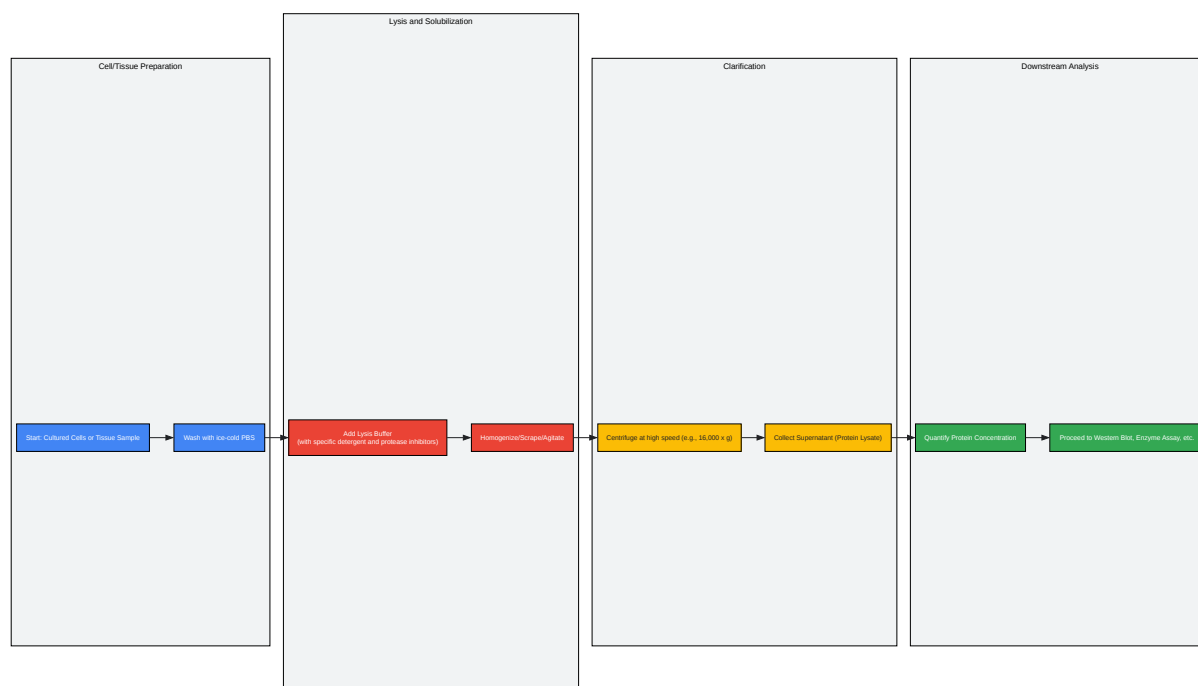 Lysis and Solubilization
Cell/Tissue Preparation
Clarification
Downstream Analysis
Start: Cultured Cells or Tissue Sample
Wash with ice-cold PBS
Add Lysis Buffer
(with specific detergent and protease inhibitors)
Homogenize/Scrape/Agitate
Centrifuge at high speed (e.g., 16,000 x g)
Collect Supernatant (Protein Lysate)
Quantify Protein Concentration
Proceed to Western Blot, Enzyme Assay, etc.